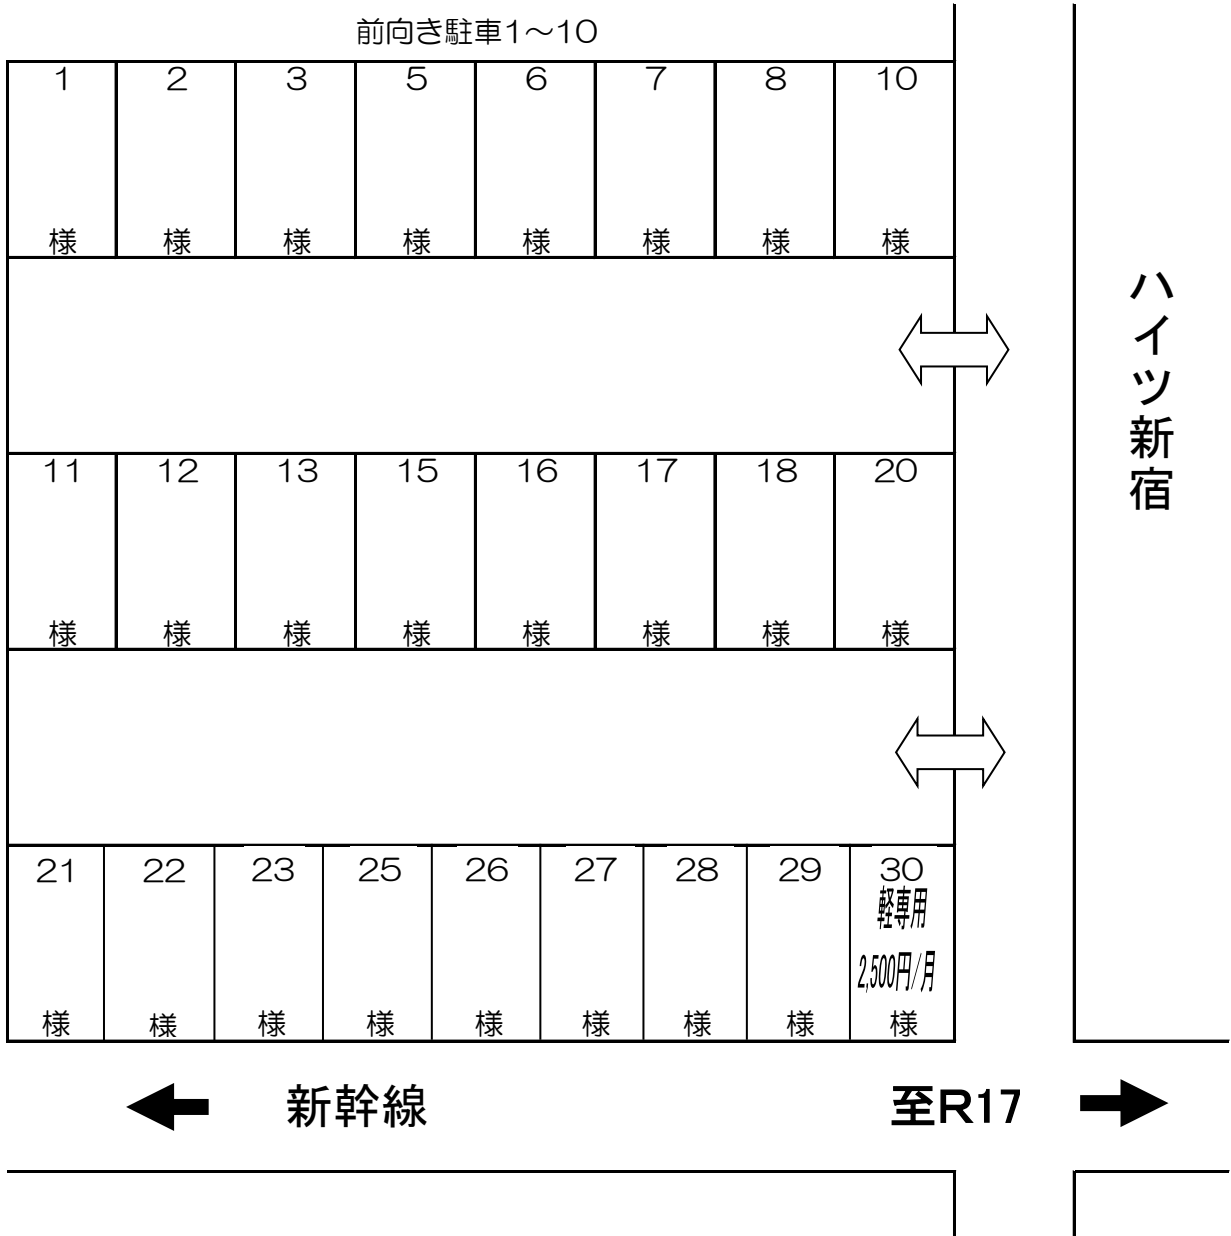 前向き駐車1～10
1 2 3 5 6 7 8 10
様 様 様 様 様 様 様 様
ハイツ新宿
11 12 13 15 16 17 18 20
様 様 様 様 様 様 様 様
21 22 23 25 26 27 28 29 30
軽専用
2,500円/月
様 様 様 様 様 様 様 様 様
新幹線 至R17